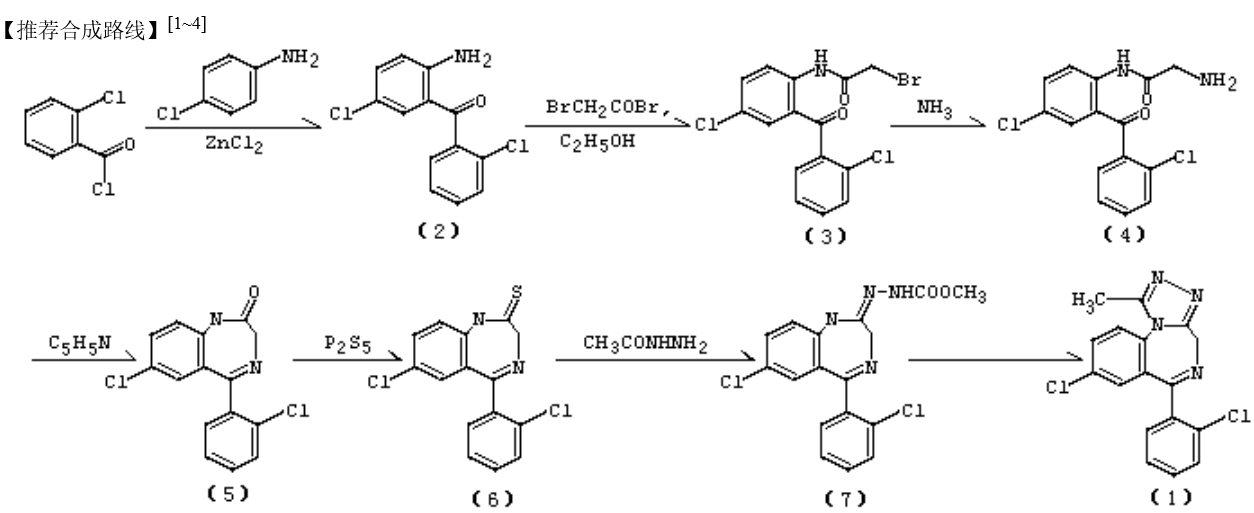 【推荐合成路线】[1~4]
Cl O Cl
Cl NH2
ZnCl2
NH2 Cl O Cl
(2)
BrCH2COBr,
C2H5OH
H N O Br Cl O Cl
(3)
NH3
H N O NH2 Cl O Cl
(4)
C5H5N
O N N Cl Cl
(5)
P2S5
S N N Cl Cl
(6)
CH3CONHNH2
N-NHCOOCH3 N N Cl Cl
(7)
H3C N N N N Cl Cl
(1)